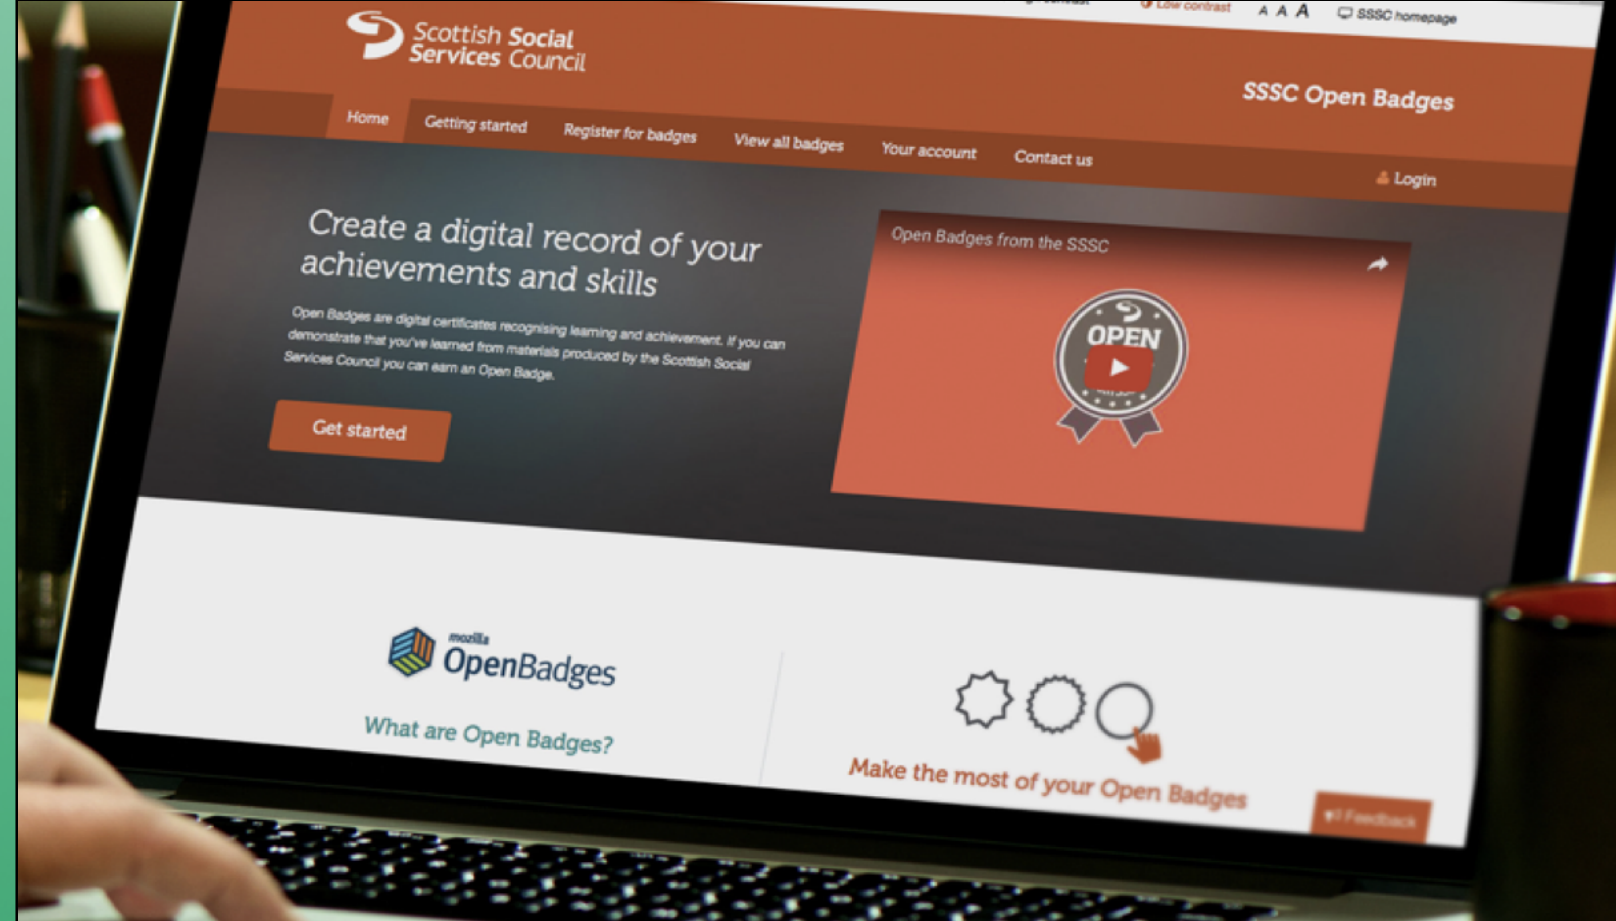 Low contrast
A A A
SSSC homepage
Scottish Social
Services Council
SSSC Open Badges
Home
Getting started
Register for badges
View all badges
Your account
Contact us
Login
Create a digital record of your
achievements and skills
Open Badges are digital certificates recognising learning and achievement. If you can
demonstrate that you've learned from materials produced by the Scottish Social
Services Council you can earn an Open Badge.
Get started
Open Badges from the SSSC
OPEN
mozilla
OpenBadges
What are Open Badges?
Make the most of your Open Badges
Feedback